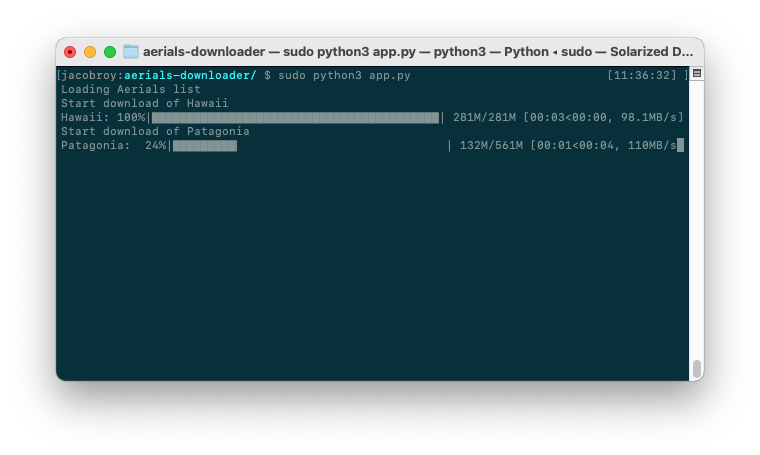 aerials-downloader — sudo python3 app.py — python3 — Python ◂ sudo — Solarized D...
[jacobroy:aerials-downloader/ $ sudo python3 app.py [11:36:32] ]
Loading Aerials list
Start download of Hawaii
Hawaii: 100%|████████████████████████████████████████| 281M/281M [00:03<00:00, 98.1MB/s]
Start download of Patagonia
Patagonia:  24%|█████████                              | 132M/561M [00:01<00:04, 110MB/s